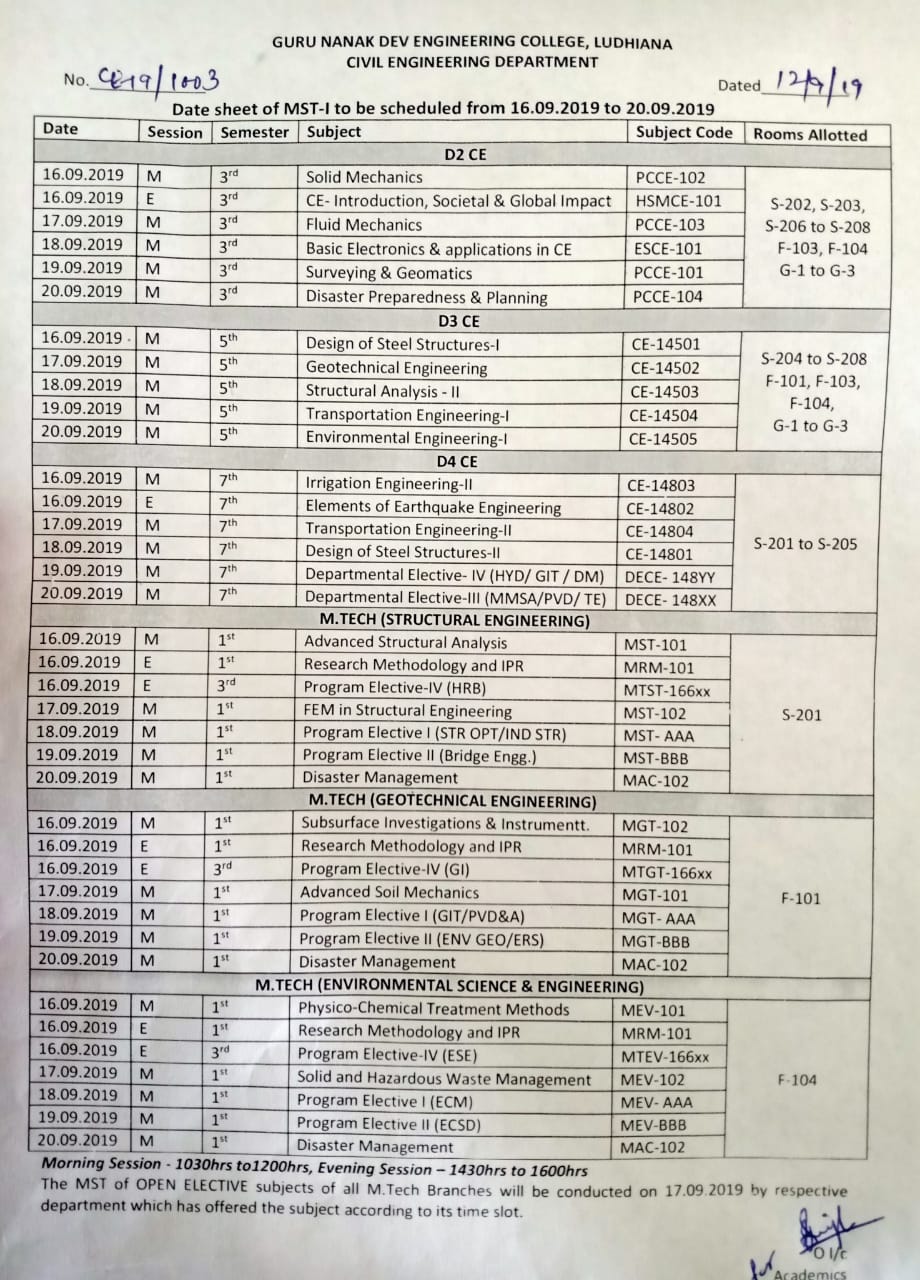 GURU NANAK DEV ENGINEERING COLLEGE, LUDHIANA
CIVIL ENGINEERING DEPARTMENT
No. CE19/1003 Dated 12/9/19
Date sheet of MST-I to be scheduled from 16.09.2019 to 20.09.2019
Date Session Semester Subject Subject Code Rooms Allotted
D2 CE
16.09.2019 M 3rd Solid Mechanics PCCE-102
16.09.2019 E 3rd CE- Introduction, Societal & Global Impact HSMCE-101
17.09.2019 M 3rd Fluid Mechanics PCCE-103
18.09.2019 M 3rd Basic Electronics & applications in CE ESCE-101
19.09.2019 M 3rd Surveying & Geomatics PCCE-101
20.09.2019 M 3rd Disaster Preparedness & Planning PCCE-104
S-202, S-203,
S-206 to S-208
F-103, F-104
G-1 to G-3
D3 CE
16.09.2019 M 5th Design of Steel Structures-I CE-14501
17.09.2019 M 5th Geotechnical Engineering CE-14502
18.09.2019 M 5th Structural Analysis - II CE-14503
19.09.2019 M 5th Transportation Engineering-I CE-14504
20.09.2019 M 5th Environmental Engineering-I CE-14505
S-204 to S-208
F-101, F-103,
F-104,
G-1 to G-3
D4 CE
16.09.2019 M 7th Irrigation Engineering-II CE-14803
16.09.2019 E 7th Elements of Earthquake Engineering CE-14802
17.09.2019 M 7th Transportation Engineering-II CE-14804
18.09.2019 M 7th Design of Steel Structures-II CE-14801
19.09.2019 M 7th Departmental Elective- IV (HYD/ GIT / DM) DECE- 148YY
20.09.2019 M 7th Departmental Elective-III (MMSA/PVD/ TE) DECE- 148XX
S-201 to S-205
M.TECH (STRUCTURAL ENGINEERING)
16.09.2019 M 1st Advanced Structural Analysis MST-101
16.09.2019 E 1st Research Methodology and IPR MRM-101
16.09.2019 E 3rd Program Elective-IV (HRB) MTST-166xx
17.09.2019 M 1st FEM in Structural Engineering MST-102
18.09.2019 M 1st Program Elective I (STR OPT/IND STR) MST- AAA
19.09.2019 M 1st Program Elective II (Bridge Engg.) MST-BBB
20.09.2019 M 1st Disaster Management MAC-102
S-201
M.TECH (GEOTECHNICAL ENGINEERING)
16.09.2019 M 1st Subsurface Investigations & Instrumentt. MGT-102
16.09.2019 E 1st Research Methodology and IPR MRM-101
16.09.2019 E 3rd Program Elective-IV (GI) MTGT-166xx
17.09.2019 M 1st Advanced Soil Mechanics MGT-101
18.09.2019 M 1st Program Elective I (GIT/PVD&A) MGT- AAA
19.09.2019 M 1st Program Elective II (ENV GEO/ERS) MGT-BBB
20.09.2019 M 1st Disaster Management MAC-102
F-101
M.TECH (ENVIRONMENTAL SCIENCE & ENGINEERING)
16.09.2019 M 1st Physico-Chemical Treatment Methods MEV-101
16.09.2019 E 1st Research Methodology and IPR MRM-101
16.09.2019 E 3rd Program Elective-IV (ESE) MTEV-166xx
17.09.2019 M 1st Solid and Hazardous Waste Management MEV-102
18.09.2019 M 1st Program Elective I (ECM) MEV- AAA
19.09.2019 M 1st Program Elective II (ECSD) MEV-BBB
20.09.2019 M 1st Disaster Management MAC-102
F-104
Morning Session - 1030hrs to1200hrs, Evening Session – 1430hrs to 1600hrs
The MST of OPEN ELECTIVE subjects of all M.Tech Branches will be conducted on 17.09.2019 by respective
department which has offered the subject according to its time slot.
O I/c
Academics